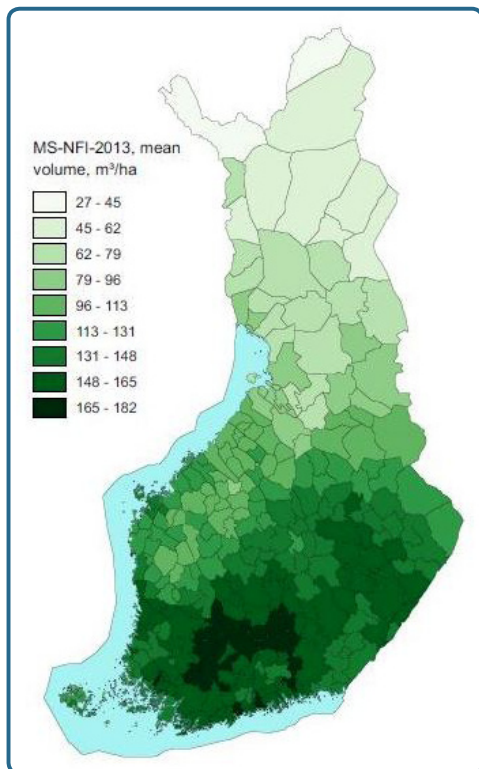 MS-NFI-2013, mean
volume, m³/ha
27 - 45
45 - 62
62 - 79
79 - 96
96 - 113
113 - 131
131 - 148
148 - 165
165 - 182